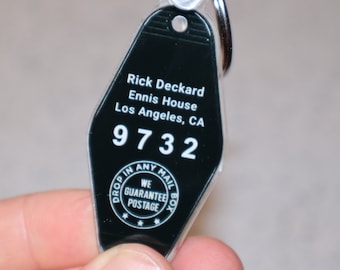 Rick Deckard
Ennis House
Los Angeles, CA
9732
DROP IN ANY MAIL BOX
WE
GUARANTEE
POSTAGE